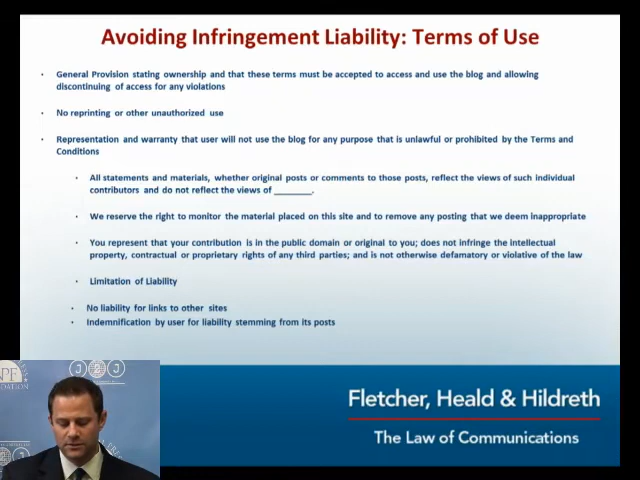 Avoiding Infringement Liability: Terms of Use
• General Provision stating ownership and that these terms must be accepted to access and use the blog and allowing
discontinuing of access for any violations
• No reprinting or other unauthorized use
• Representation and warranty that user will not use the blog for any purpose that is unlawful or prohibited by the Terms and
Conditions
• All statements and materials, whether original posts or comments to those posts, reflect the views of such individual
contributors and do not reflect the views of ________.
• We reserve the right to monitor the material placed on this site and to remove any posting that we deem inappropriate
• You represent that your contribution is in the public domain or original to you; does not infringe the intellectual
property, contractual or proprietary rights of any third parties; and is not otherwise defamatory or violative of the law
• Limitation of Liability
• No liability for links to other sites
• Indemnification by user for liability stemming from its posts
Fletcher, Heald & Hildreth
The Law of Communications